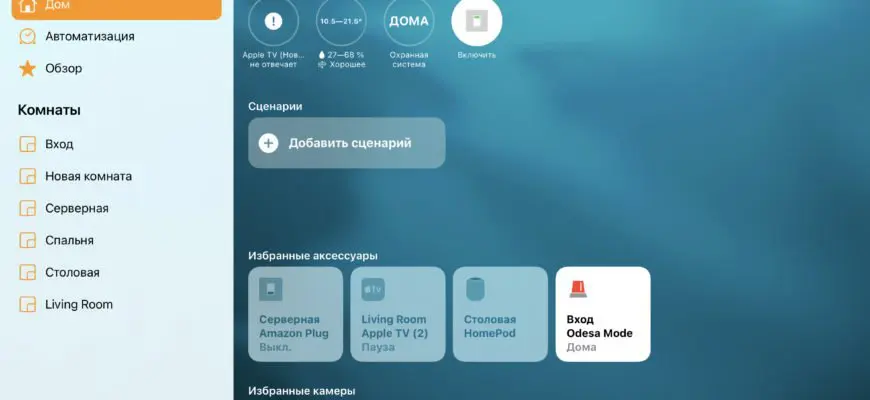 Дом
Автоматизация
Обзор
Комнаты
Вход
Новая комната
Серверная
Спальня
Столовая
Living Room
10.5—21.5°
ДОМА
Apple TV (Нов...
не отвечает
27—68 %
Хорошее
Охранная
система
Включить
Сценарии
Добавить сценарий
Избранные аксессуары
tv
Серверная
Amazon Plug
Выкл.
Living Room
Apple TV (2)
Пауза
Столовая
HomePod
Вход
Odesa Mode
Дома
Избранные камеры